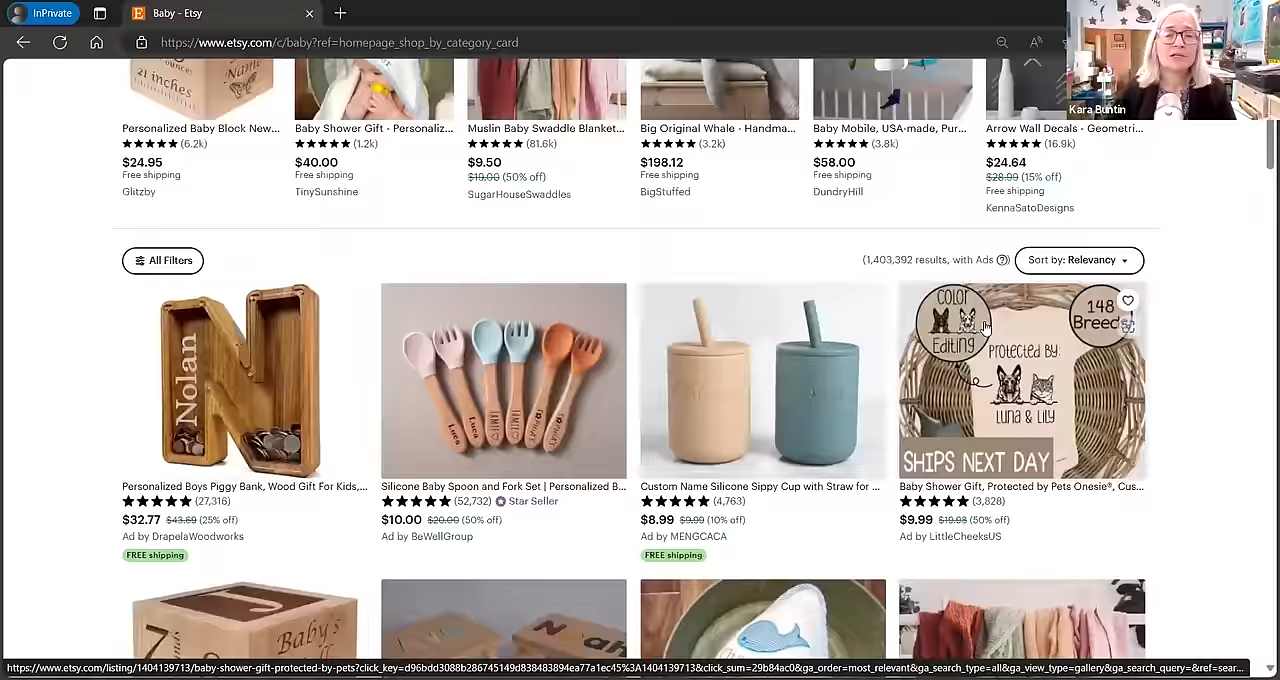 InPrivate
Baby - Etsy
https://www.etsy.com/c/baby?ref=homepage_shop_by_category_card
Kara Buntin
21 inches
Name
Personalized Baby Block New...
(6.2k)
$24.95
Free shipping
Glitzby
Baby Shower Gift - Personaliz...
(1.2k)
$40.00
Free shipping
TinySunshine
Muslin Baby Swaddle Blanket...
(81.6k)
$9.50
$19.00 (50% off)
SugarHouseSwaddles
Big Original Whale - Handma...
(3.2k)
$198.12
Free shipping
BigStuffed
Baby Mobile, USA-made, Pur...
(3.8k)
$58.00
Free shipping
DundryHill
Arrow Wall Decals - Geometri...
(16.9k)
$24.64
$28.99 (15% off)
Free shipping
KennaSatoDesigns
All Filters
(1,403,392 results, with Ads
Sort by: Relevancy
Nolan
Personalized Boys Piggy Bank, Wood Gift For Kids,...
(27,316)
$32.77 $43.69 (25% off)
Ad by DrapelaWoodworks
FREE shipping
Luca
Luca
JAMIE
JAMIE
Silicone Baby Spoon and Fork Set | Personalized B...
(52,732) Star Seller
$10.00 $20.00 (50% off)
Ad by BeWellGroup
Custom Name Silicone Sippy Cup with Straw for ...
(4,763)
$8.99 $9.99 (10% off)
Ad by MENGCACA
FREE shipping
COLOR
Editing
148
Breed
Protected By:
Luna & Lily
SHIPS NEXT DAY
Baby Shower Gift, Protected by Pets Onesie®, Cus...
(3,828)
$9.99 $19.98 (50% off)
Ad by LittleCheeksUS
J
Baby's
https://www.etsy.com/listing/1404139713/baby-shower-gift-protected-by-pets?click_key=d96bdd3088b286745149d838483894ea77a1ec45%3A1404139713&click_sum=29b84ac0&ga_order=most_relevant&ga_search_type=all&ga_view_type=gallery&ga_search_query=&ref=sear...